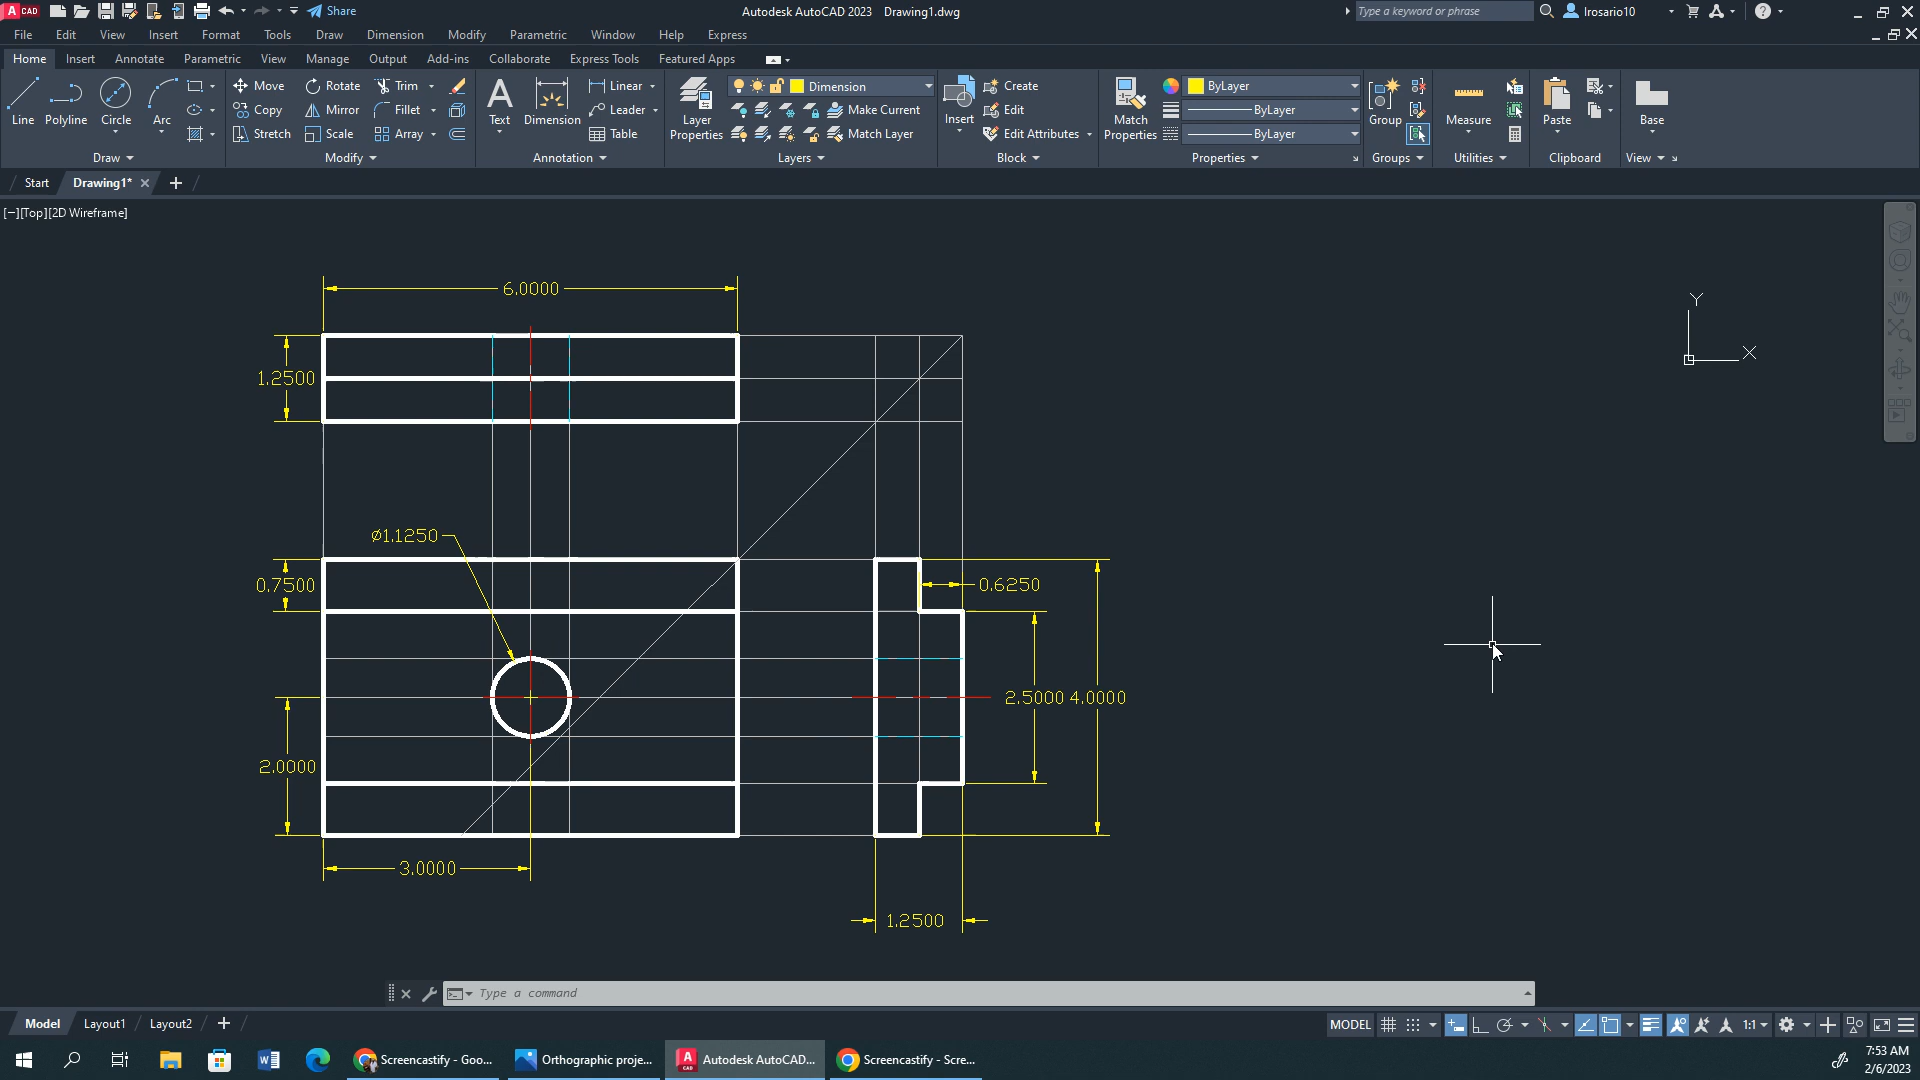 A CAD Share Autodesk AutoCAD 2023 Drawing1.dwg Type a keyword or phrase lrosario10
File Edit View Insert Format Tools Draw Dimension Modify Parametric Window Help Express
Home Insert Annotate Parametric View Manage Output Add-ins Collaborate Express Tools Featured Apps
Line Polyline Circle Arc
Draw
Move Rotate Trim
Copy Mirror Fillet
Stretch Scale Array
Modify
Text Dimension
Linear
Leader
Table
Annotation
Layer Properties
Dimension
Make Current
Match Layer
Layers
Insert
Create
Edit
Edit Attributes
Block
Match Properties
ByLayer
ByLayer
ByLayer
Properties
Group
Groups
Measure
Utilities
Paste
Clipboard
Base
View
Start Drawing1* +
[−][Top][2D Wireframe]
6.0000
Y
X
1.2500
⌀1.1250
0.7500
0.6250
2.5000 4.0000
2.0000
3.0000
1.2500
Type a command
Model Layout1 Layout2 +
MODEL 1:1
Screencastify - Goo... Orthographic proje... A CAD Autodesk AutoCAD... Screencastify - Scre...
7:53 AM
2/6/2023